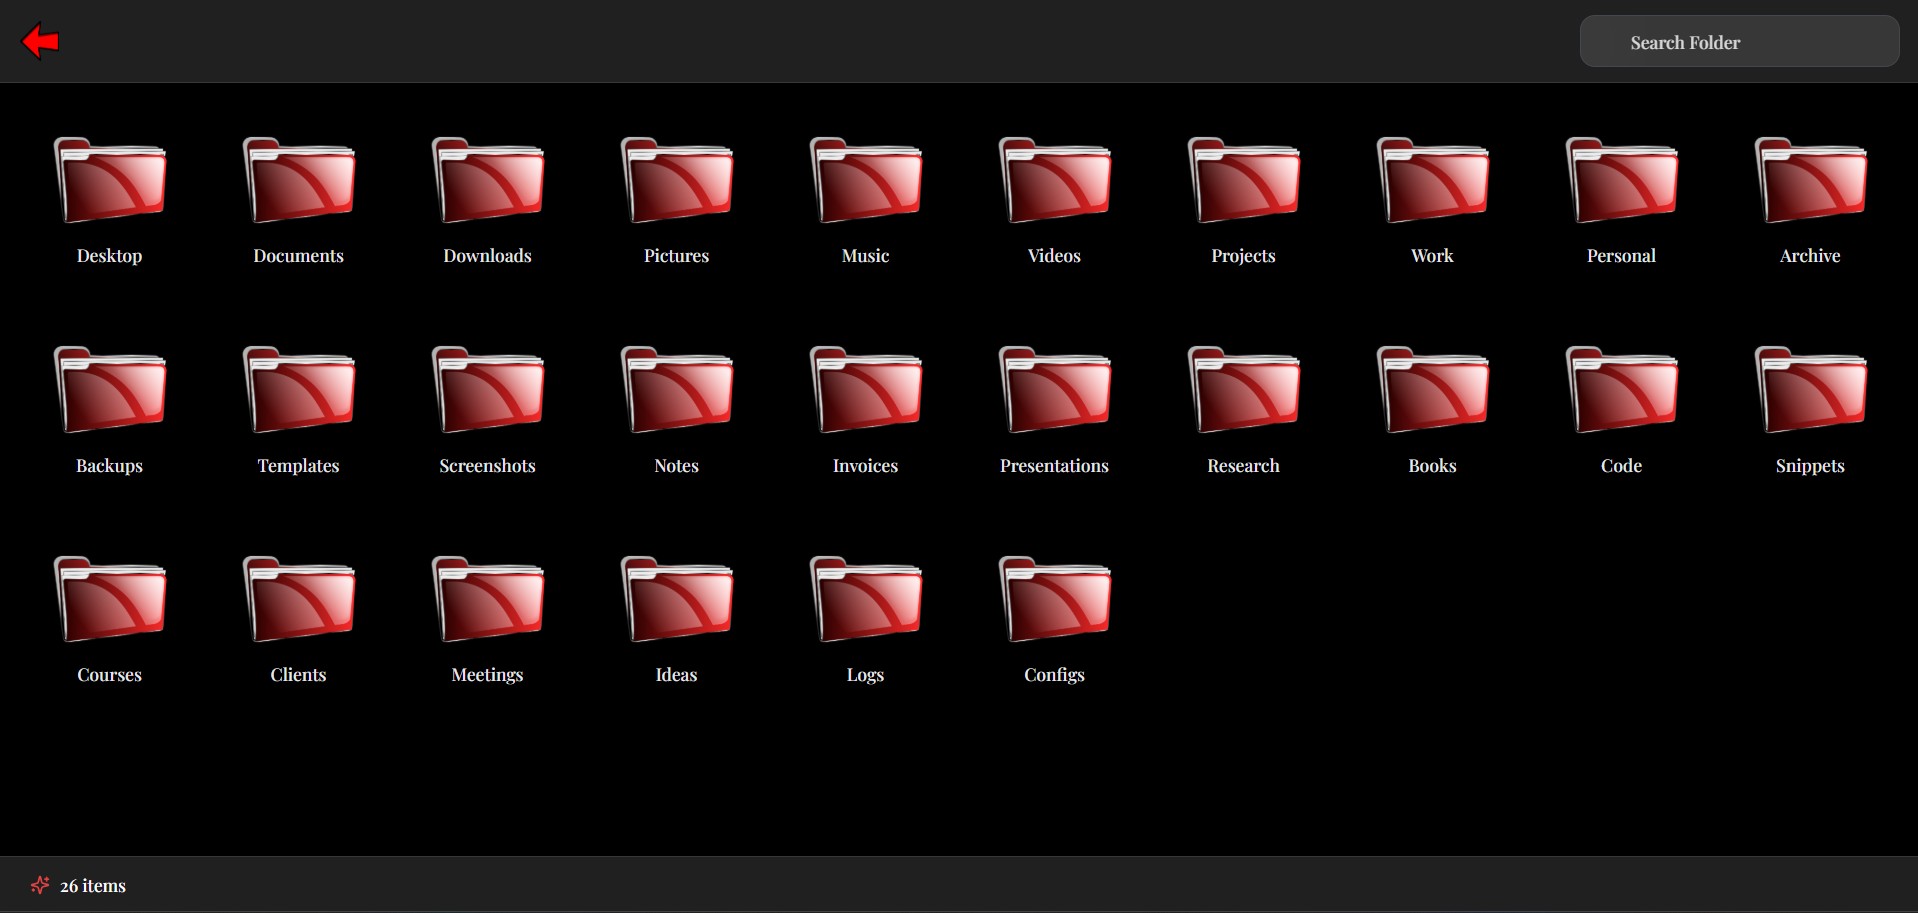 Search Folder
Desktop Documents Downloads Pictures Music Videos Projects Work Personal Archive
Backups Templates Screenshots Notes Invoices Presentations Research Books Code Snippets
Courses Clients Meetings Ideas Logs Configs
26 items